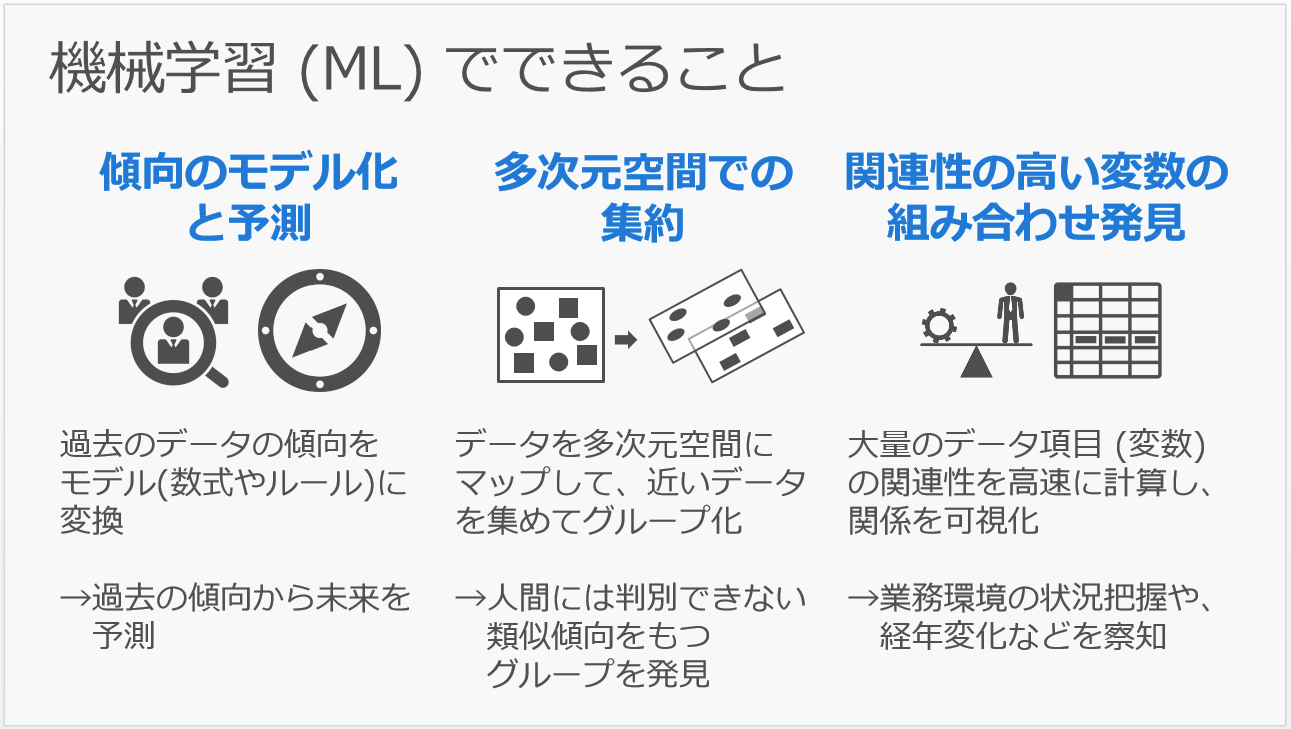 機械学習 (ML) でできること
傾向のモデル化
と予測
過去のデータの傾向を
モデル(数式やルール)に
変換
→過去の傾向から未来を
予測
多次元空間での
集約
データを多次元空間に
マップして、近いデータ
を集めてグループ化
→人間には判別できない
類似傾向をもつ
グループを発見
関連性の高い変数の
組み合わせ発見
大量のデータ項目 (変数)
の関連性を高速に計算し、
関係を可視化
→業務環境の状況把握や、
経年変化などを察知